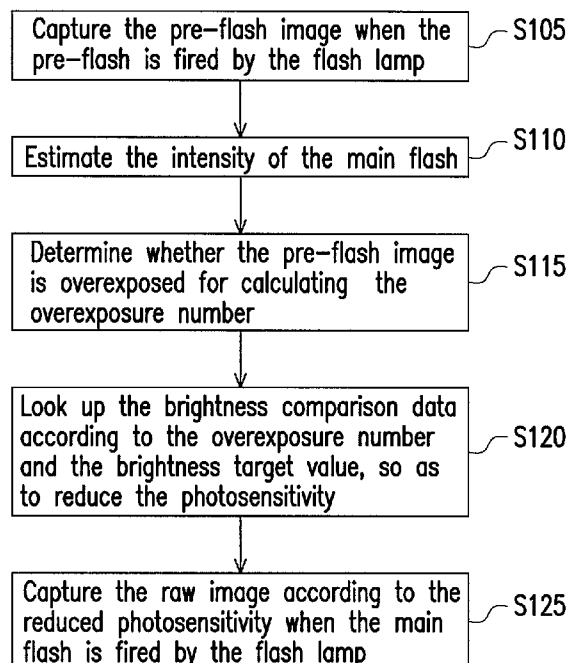 Capture the pre-flash image when the
pre-flash is fired by the flash lamp
S105
Estimate the intensity of the main flash
S110
Determine whether the pre-flash image
is overexposed for calculating the
overexposure number
S115
Look up the brightness comparison data
according to the overexposure number
and the brightness target value, so as
to reduce the photosensitivity
S120
Capture the raw image according to the
reduced photosensitivity when the main
flash is fired by the flash lamp
S125